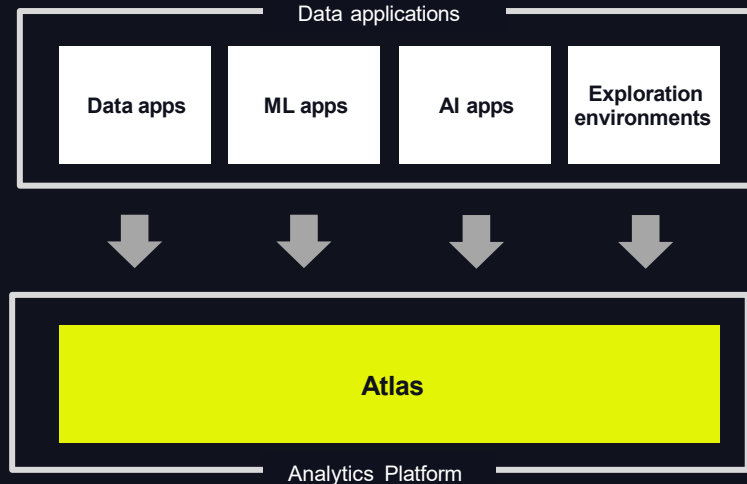 Data applications
Data apps
ML apps
AI apps
Exploration
environments
Atlas
Analytics Platform